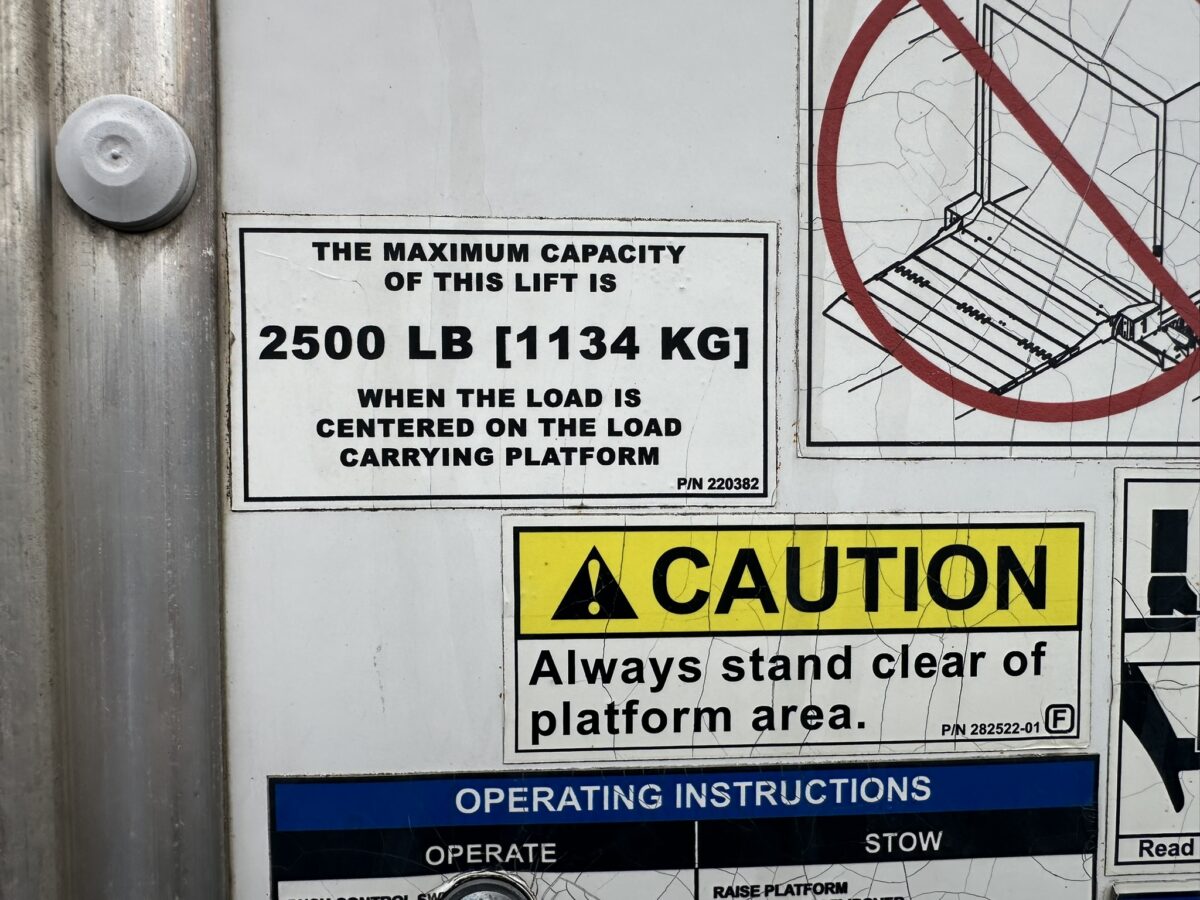 THE MAXIMUM CAPACITY
OF THIS LIFT IS
2500 LB [1134 KG]
WHEN THE LOAD IS
CENTERED ON THE LOAD
CARRYING PLATFORM
P/N 220382
CAUTION
Always stand clear of
platform area.
P/N 282522-01 F
OPERATING INSTRUCTIONS
OPERATE
STOW
CONTROL
RAISE PLATFORM
Read